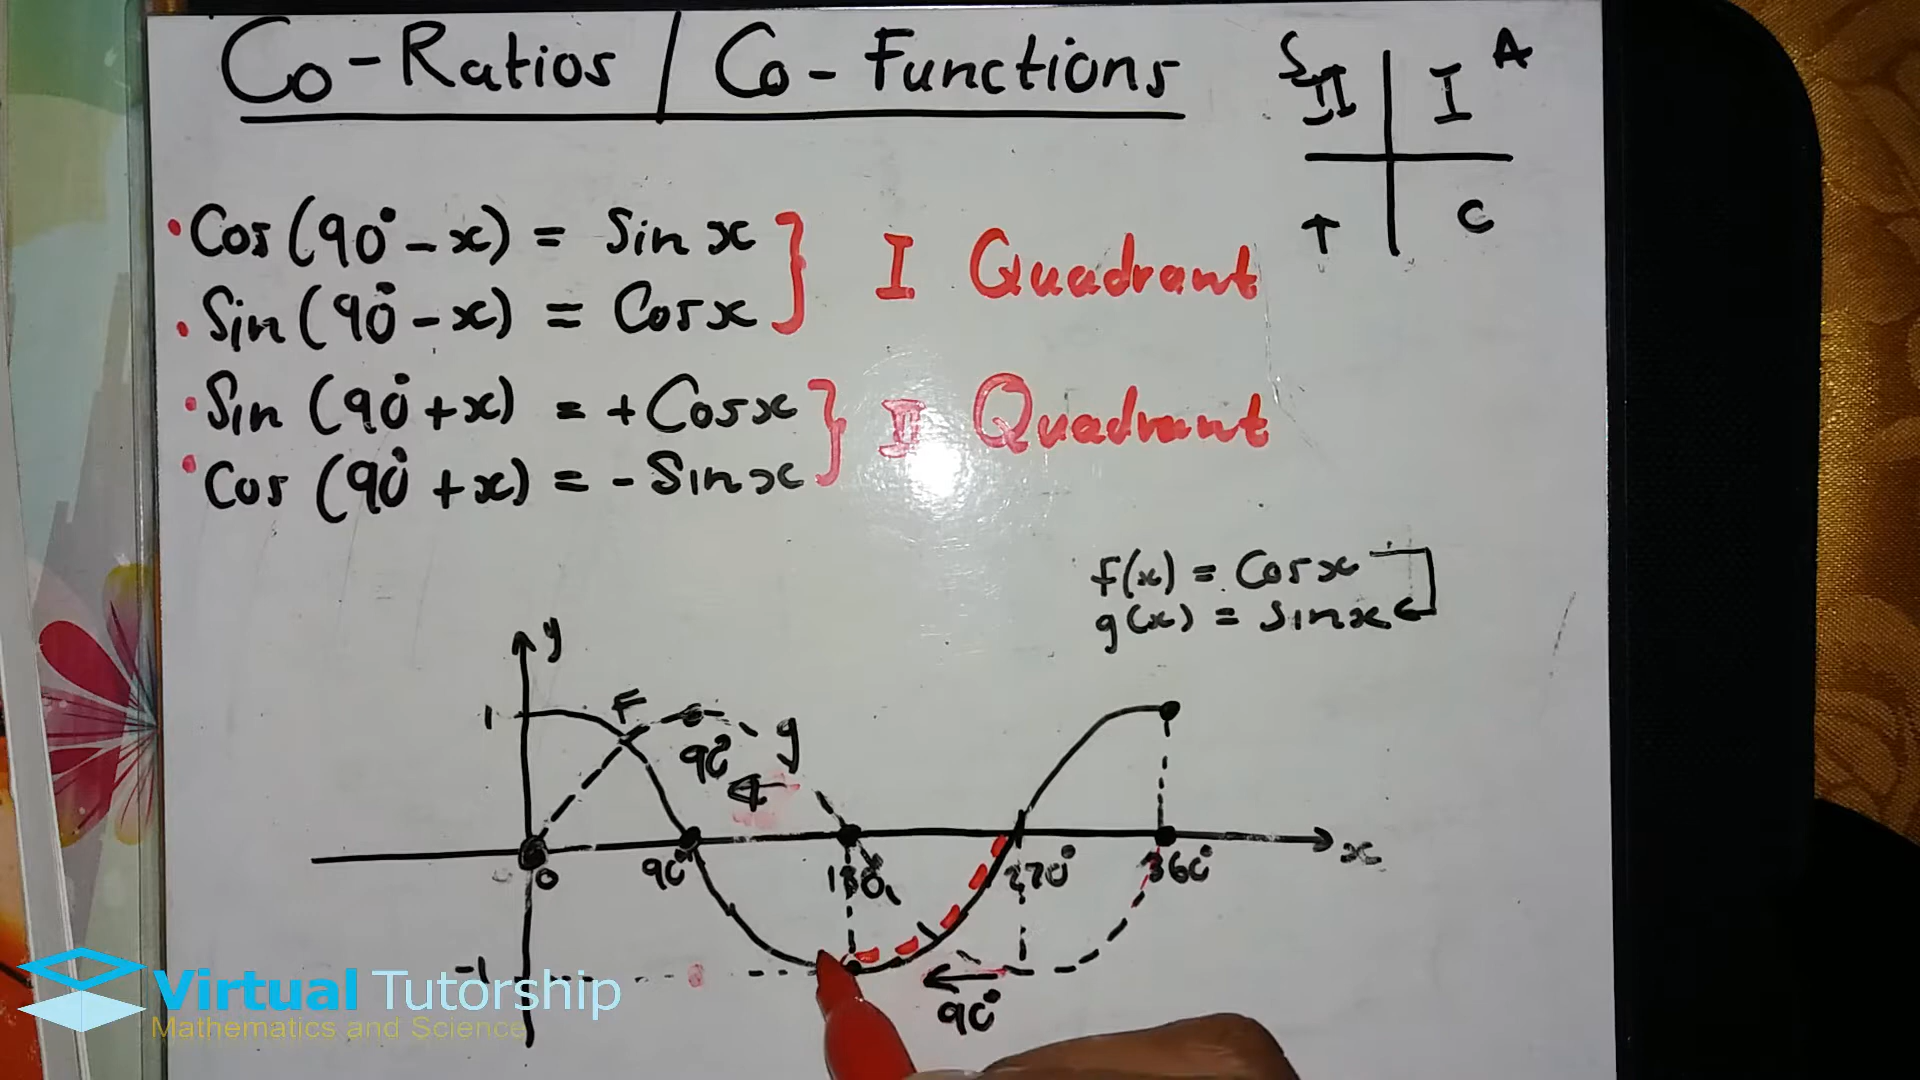 Co-Ratios / Co-Functions
S II I A
T C
• Cos (90° - x) = Sin x
• Sin (90° - x) = Cos x
I Quadrant
• Sin (90° + x) = + Cos x
• Cos (90° + x) = - Sin x
II Quadrant
f(x) = Cos x
g(x) = Sin x
y
1
F
g
90°
0
90°
180°
270°
360°
x
-1
90°
Virtual Tutorship
Mathematics and Science